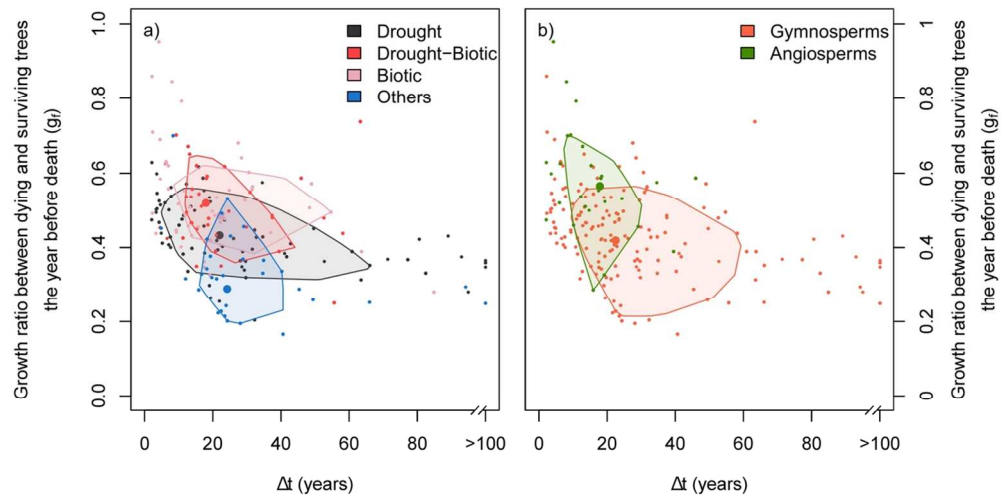 Growth ratio between dying and surviving trees
the year before death (gf)
a)
Drought
Drought–Biotic
Biotic
Others
1.0
0.8
0.6
0.4
0.2
0.0
0 20 40 60 80 >100
Δt (years)
b)
Gymnosperms
Angiosperms
0 20 40 60 80 >100
Δt (years)
1
0.8
0.6
0.4
0.2
0
Growth ratio between dying and surviving trees
the year before death (gf)